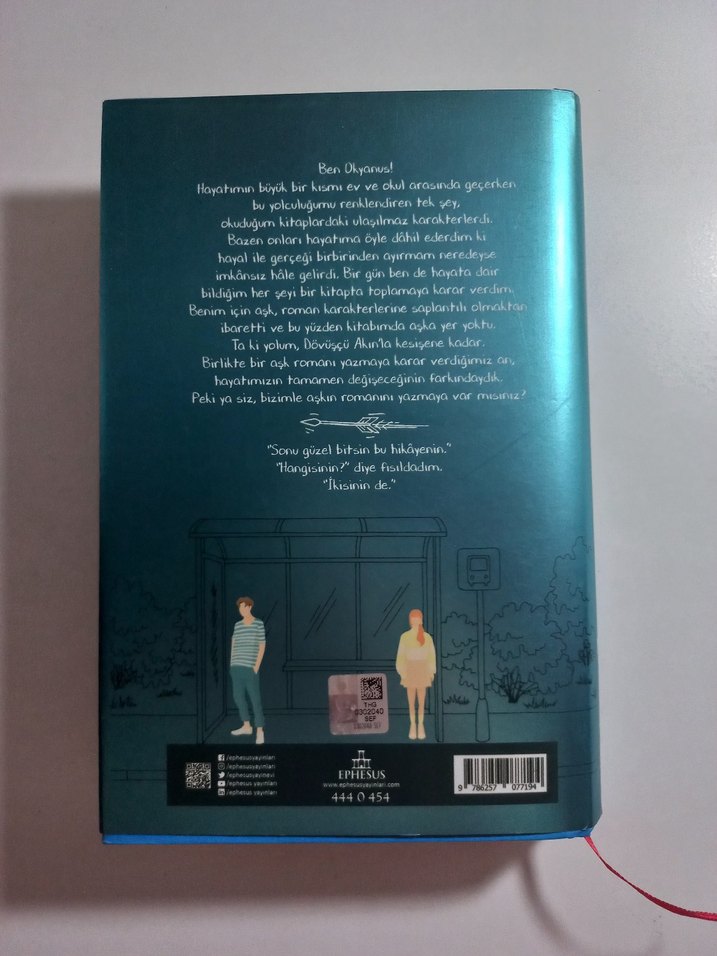 Ben Okyanus!
Hayatımın büyük bir kısmı ev ve okul arasında geçerken
bu yolculuğumu renklendiren tek şey,
okuduğum kitaplardaki ulaşılmaz karakterlerdi.
Bazen onları hayatıma öyle dâhil ederdim ki
hayal ile gerçeği birbirinden ayırmam neredeyse
imkânsız hâle gelirdi. Bir gün ben de hayata dair
bildiğim her şeyi bir kitapta toplamaya karar verdim.
Benim için aşk, roman karakterlerine saplantılı olmaktan
ibaretti ve bu yüzden kitabımda aşka yer yoktu.
Ta ki yolum, Dövüşçü Akın'la kesişene kadar.
Birlikte bir aşk romanı yazmaya karar verdiğimiz an,
hayatımızın tamamen değişeceğinin farkındaydık.
Peki ya siz, bizimle aşkın romanını yazmaya var mısınız?
"Sonu güzel bitsin bu hikâyenin."
"Hangisinin?" diye fısıldadım.
"İkisinin de."
THG
0302040
SEF
/ephesusyayinlari
/ephesusyayinlari
/ephesusyayinevi
/ephesus yayınları
/ephesus yayınları
EPHESUS
www.ephesusyayinlari.com
444 0 454
9 786257 077194